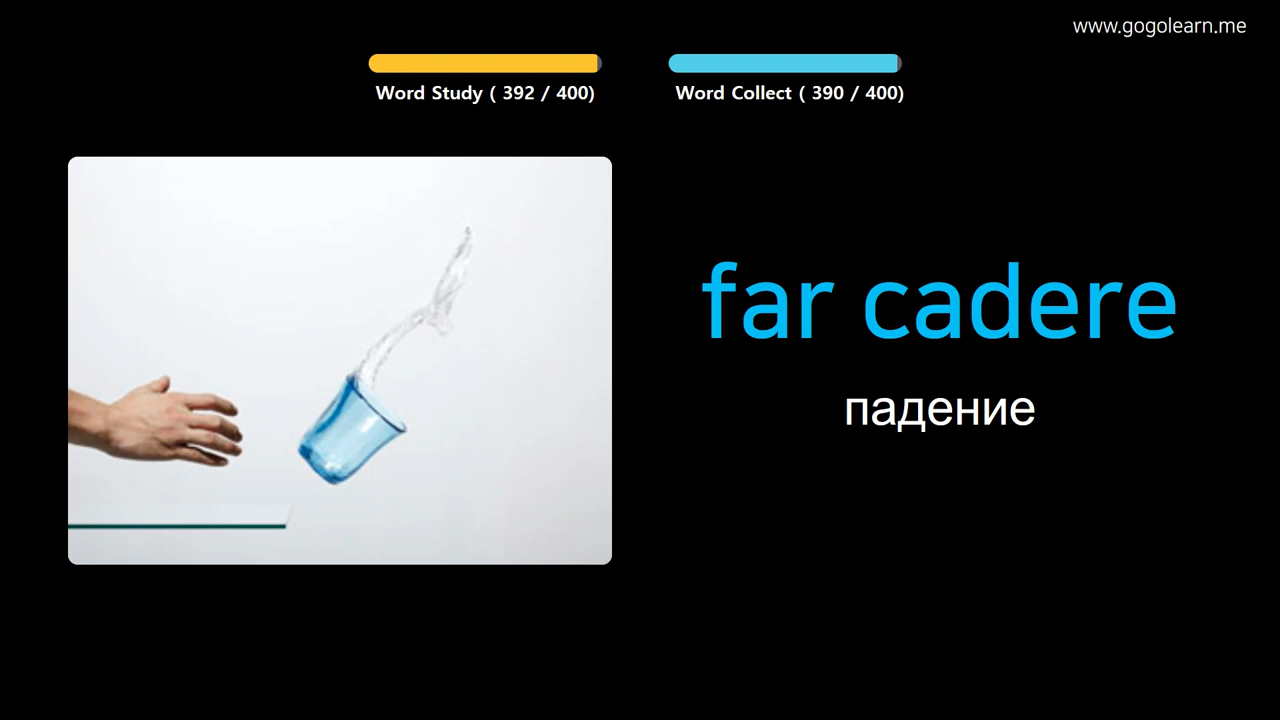 www.gogolearn.me
Word Study ( 392 / 400)
Word Collect ( 390 / 400)
far cadere
падение